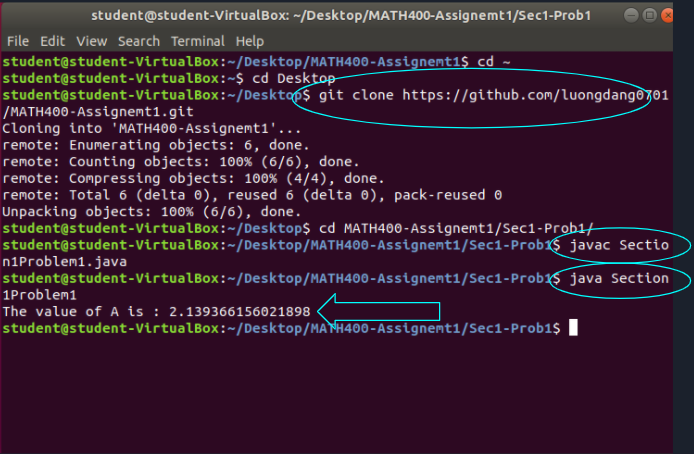 student@student-VirtualBox: ~/Desktop/MATH400-Assignemt1/Sec1-Prob1
File Edit View Search Terminal Help
student@student-VirtualBox:~/Desktop/MATH400-Assignemt1$ cd ~
student@student-VirtualBox:~$ cd Desktop
student@student-VirtualBox:~/Desktop$ git clone https://github.com/luongdang0701
/MATH400-Assignemt1.git
Cloning into 'MATH400-Assignemt1'...
remote: Enumerating objects: 6, done.
remote: Counting objects: 100% (6/6), done.
remote: Compressing objects: 100% (4/4), done.
remote: Total 6 (delta 0), reused 6 (delta 0), pack-reused 0
Unpacking objects: 100% (6/6), done.
student@student-VirtualBox:~/Desktop$ cd MATH400-Assignemt1/Sec1-Prob1/
student@student-VirtualBox:~/Desktop/MATH400-Assignemt1/Sec1-Prob1$ javac Sectio
n1Problem1.java
student@student-VirtualBox:~/Desktop/MATH400-Assignemt1/Sec1-Prob1$ java Section
1Problem1
The value of A is : 2.139366156021898
student@student-VirtualBox:~/Desktop/MATH400-Assignemt1/Sec1-Prob1$